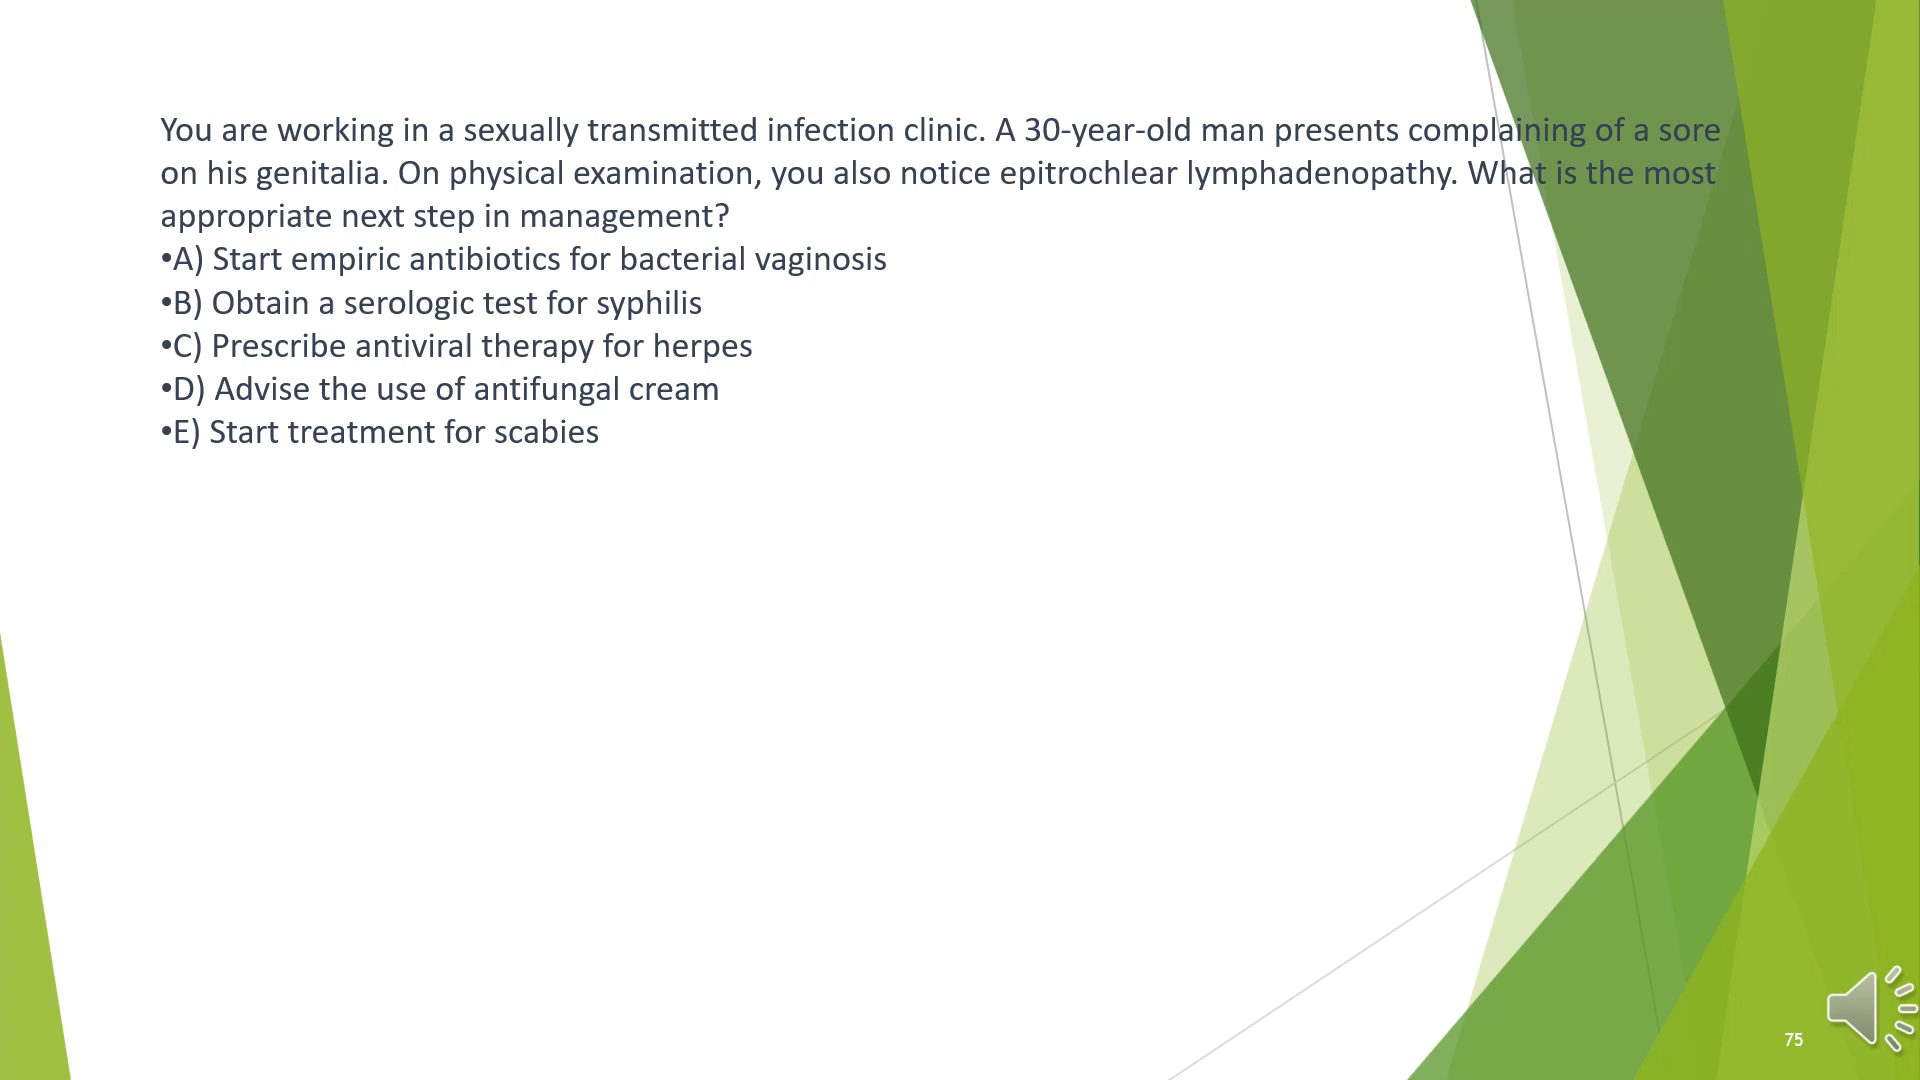 You are working in a sexually transmitted infection clinic. A 30-year-old man presents complaining of a sore
on his genitalia. On physical examination, you also notice epitrochlear lymphadenopathy. What is the most
appropriate next step in management?
•A) Start empiric antibiotics for bacterial vaginosis
•B) Obtain a serologic test for syphilis
•C) Prescribe antiviral therapy for herpes
•D) Advise the use of antifungal cream
•E) Start treatment for scabies
75